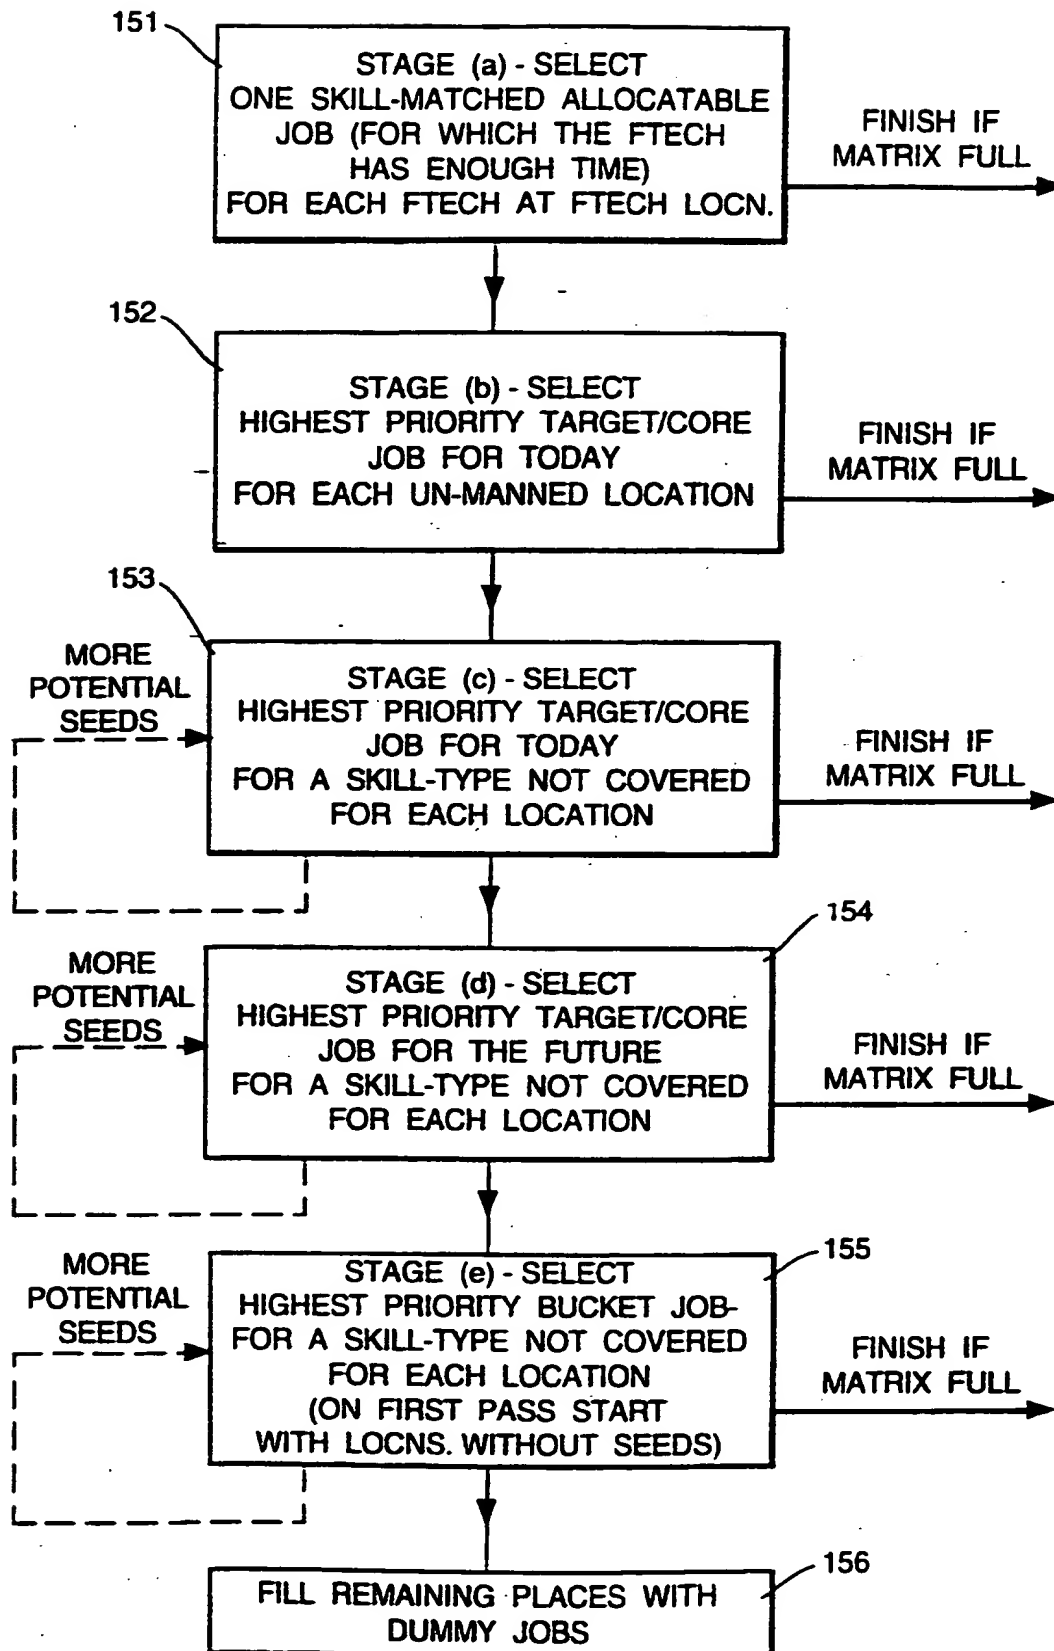 151
STAGE (a) - SELECT
ONE SKILL-MATCHED ALLOCATABLE
JOB (FOR WHICH THE FTECH
HAS ENOUGH TIME)
FOR EACH FTECH AT FTECH LOCN.
FINISH IF
MATRIX FULL
152
STAGE (b) - SELECT
HIGHEST PRIORITY TARGET/CORE
JOB FOR TODAY
FOR EACH UN-MANNED LOCATION
FINISH IF
MATRIX FULL
153
MORE
POTENTIAL
SEEDS
STAGE (c) - SELECT
HIGHEST PRIORITY TARGET/CORE
JOB FOR TODAY
FOR A SKILL-TYPE NOT COVERED
FOR EACH LOCATION
FINISH IF
MATRIX FULL
154
MORE
POTENTIAL
SEEDS
STAGE (d) - SELECT
HIGHEST PRIORITY TARGET/CORE
JOB FOR THE FUTURE
FOR A SKILL-TYPE NOT COVERED
FOR EACH LOCATION
FINISH IF
MATRIX FULL
155
MORE
POTENTIAL
SEEDS
STAGE (e) - SELECT
HIGHEST PRIORITY BUCKET JOB-
FOR A SKILL-TYPE NOT COVERED
FOR EACH LOCATION
(ON FIRST PASS START
WITH LOCNS. WITHOUT SEEDS)
FINISH IF
MATRIX FULL
156
FILL REMAINING PLACES WITH
DUMMY JOBS